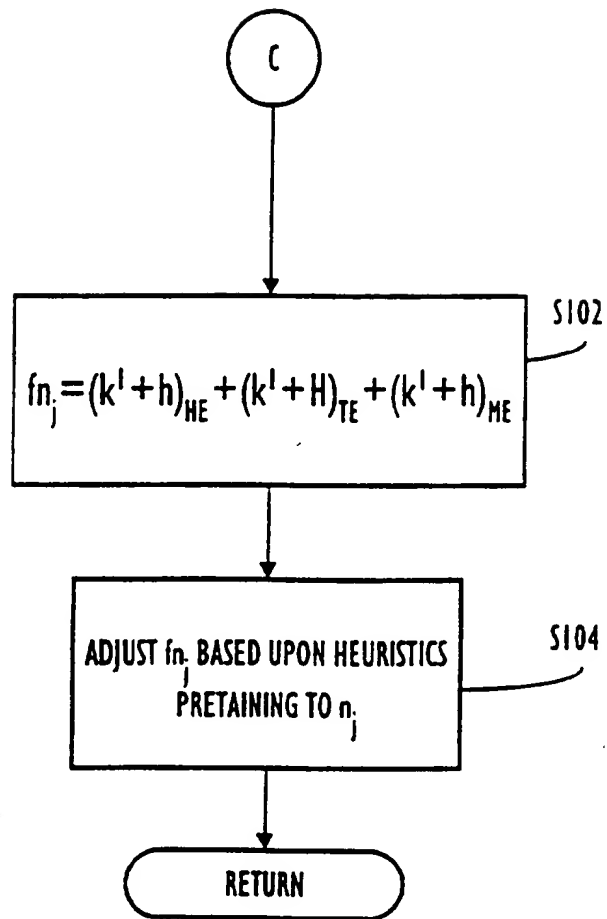 C
S102
fn_j = (k^l + h)_HE + (k^l + H)_TE + (k^l + h)_ME
S104
ADJUST fn_j BASED UPON HEURISTICS
PRETAINING TO n_j
RETURN